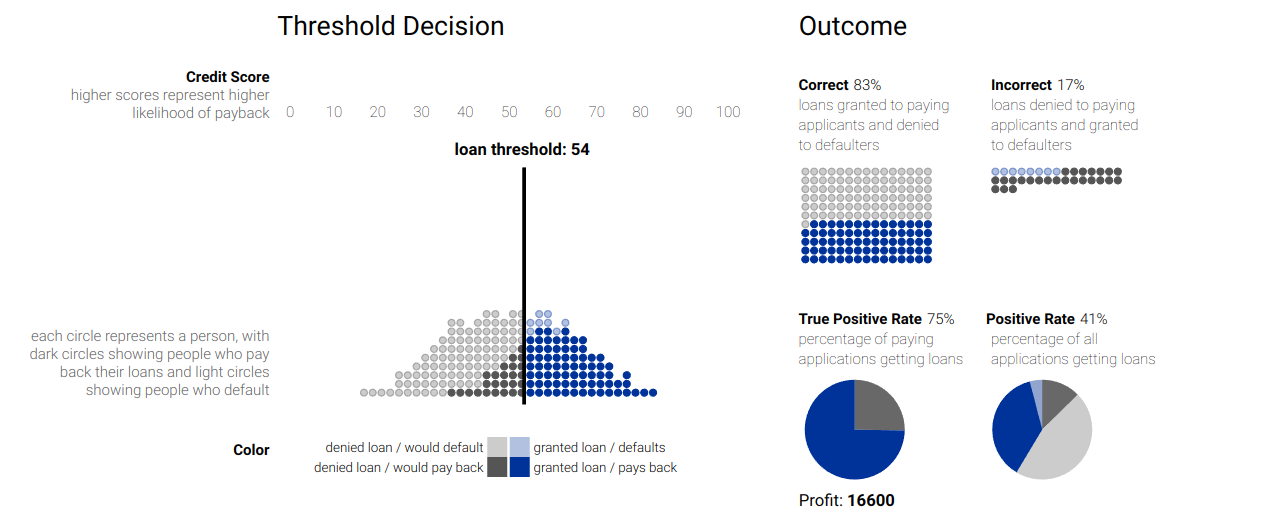 Threshold Decision
Outcome
Credit Score
higher scores represent higher
likelihood of payback
0 10 20 30 40 50 60 70 80 90 100
loan threshold: 54
each circle represents a person, with
dark circles showing people who pay
back their loans and light circles
showing people who default
Color
denied loan / would default
granted loan / defaults
denied loan / would pay back
granted loan / pays back
Correct 83%
loans granted to paying
applicants and denied
to defaulters
Incorrect 17%
loans denied to paying
applicants and granted
to defaulters
True Positive Rate 75%
percentage of paying
applications getting loans
Positive Rate 41%
percentage of all
applications getting loans
Profit: 16600